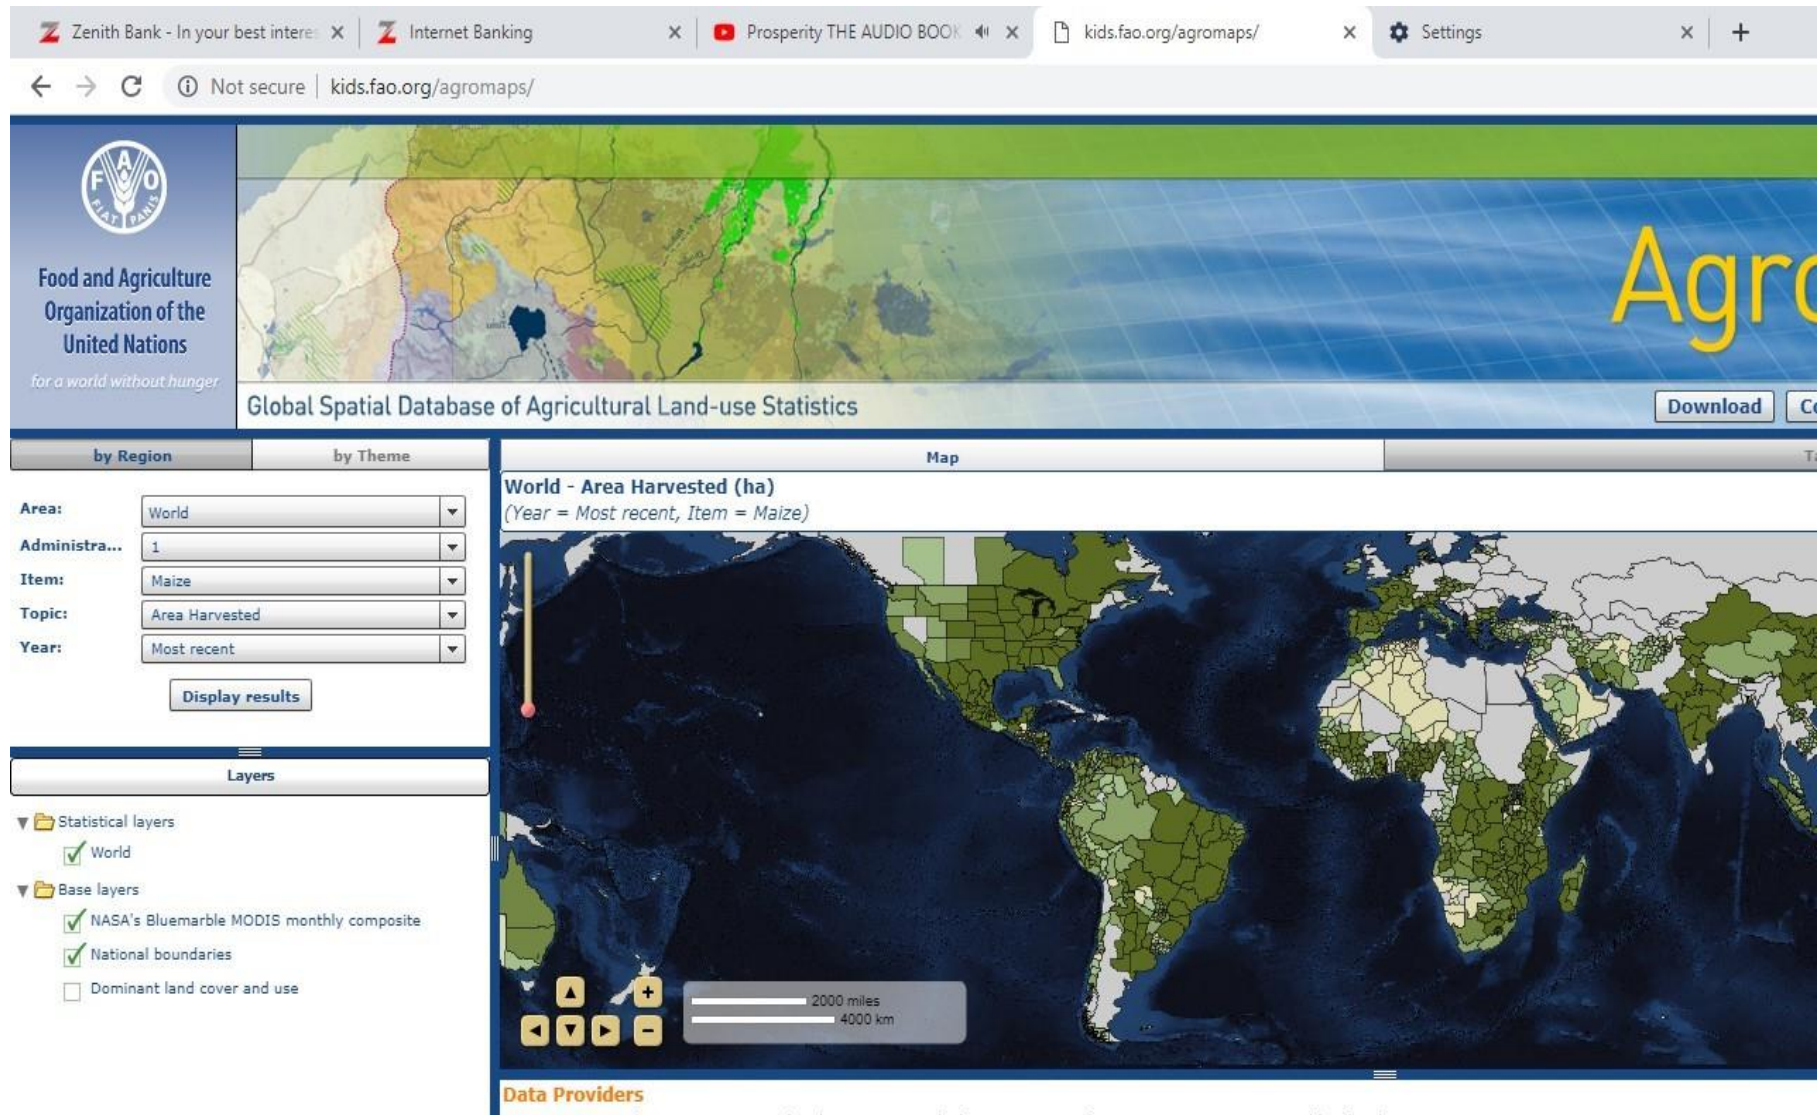 Zenith Bank - In your best intere
Internet Banking
Prosperity THE AUDIO BOOK
kids.fao.org/agromaps/
Settings
Not secure | kids.fao.org/agromaps/
F A O
FIAT PANIS
Food and Agriculture
Organization of the
United Nations
for a world without hunger
Agro
Global Spatial Database of Agricultural Land-use Statistics
Download
by Region
by Theme
Map
World - Area Harvested (ha)
(Year = Most recent, Item = Maize)
Area:
World
Administra...
1
Item:
Maize
Topic:
Area Harvested
Year:
Most recent
Display results
Layers
Statistical layers
World
Base layers
NASA's Bluemarble MODIS monthly composite
National boundaries
Dominant land cover and use
2000 miles
4000 km
Data Providers